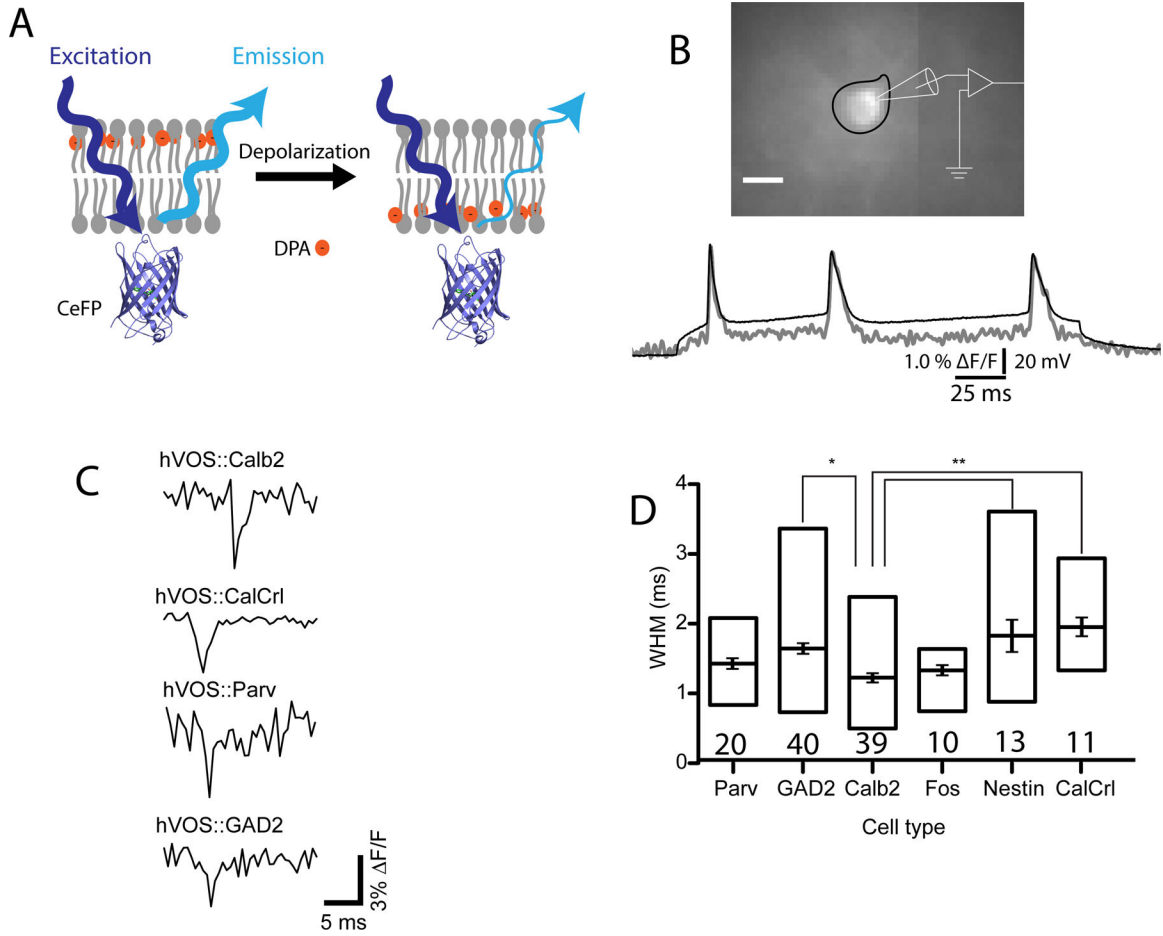 A
Excitation
Emission
Depolarization
DPA
CeFP
B
1.0 % ΔF/F
20 mV
25 ms
C
hVOS::Calb2
hVOS::CalCrl
hVOS::Parv
hVOS::GAD2
3% ΔF/F
5 ms
D
*
**
WHM (ms)
4
3
2
1
0
20 40 39 10 13 11
Parv GAD2 Calb2 Fos Nestin CalCrl
Cell type